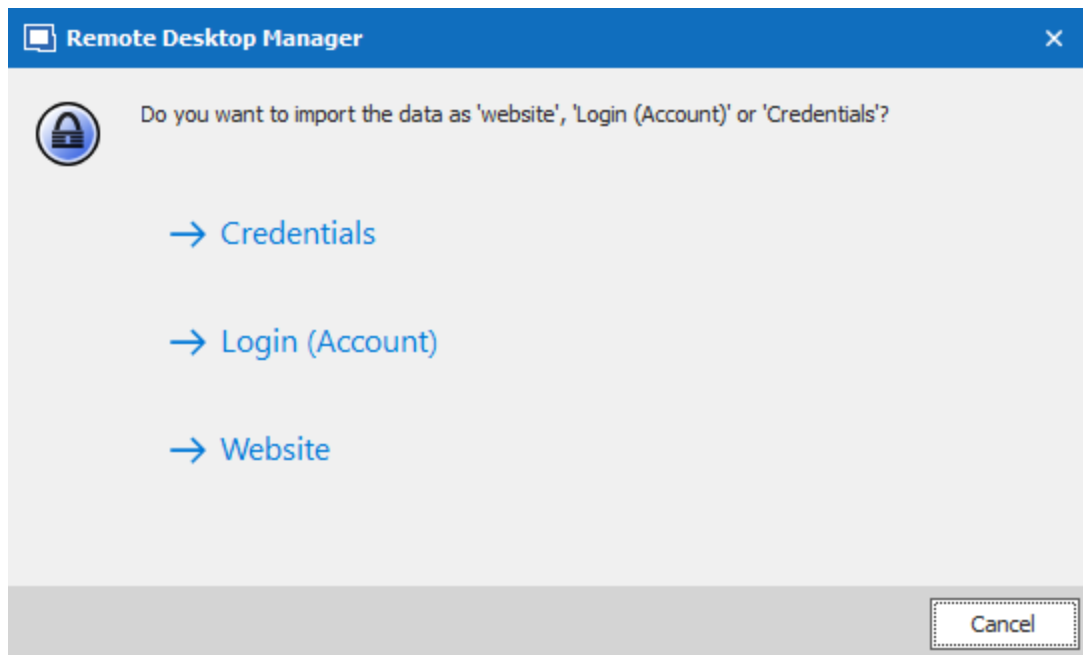 Remote Desktop Manager
Do you want to import the data as 'website', 'Login (Account)' or 'Credentials'?
→ Credentials
→ Login (Account)
→ Website
Cancel